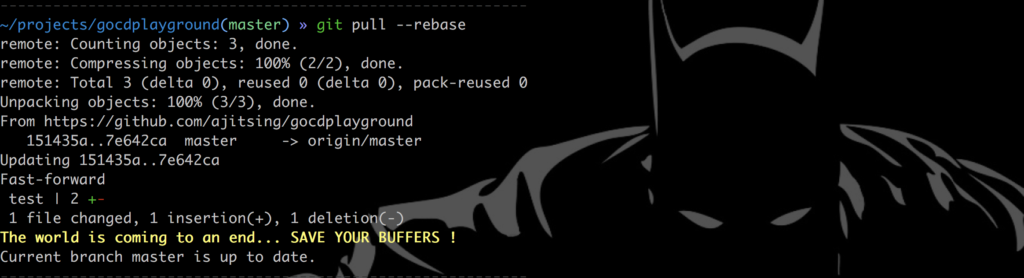 ~/projects/gocdplayground(master) » git pull --rebase
remote: Counting objects: 3, done.
remote: Compressing objects: 100% (2/2), done.
remote: Total 3 (delta 0), reused 0 (delta 0), pack-reused 0
Unpacking objects: 100% (3/3), done.
From https://github.com/ajitsing/gocdplayground
   151435a..7e642ca  master     -> origin/master
Updating 151435a..7e642ca
Fast-forward
 test | 2 +-
 1 file changed, 1 insertion(+), 1 deletion(-)
The world is coming to an end... SAVE YOUR BUFFERS !
Current branch master is up to date.